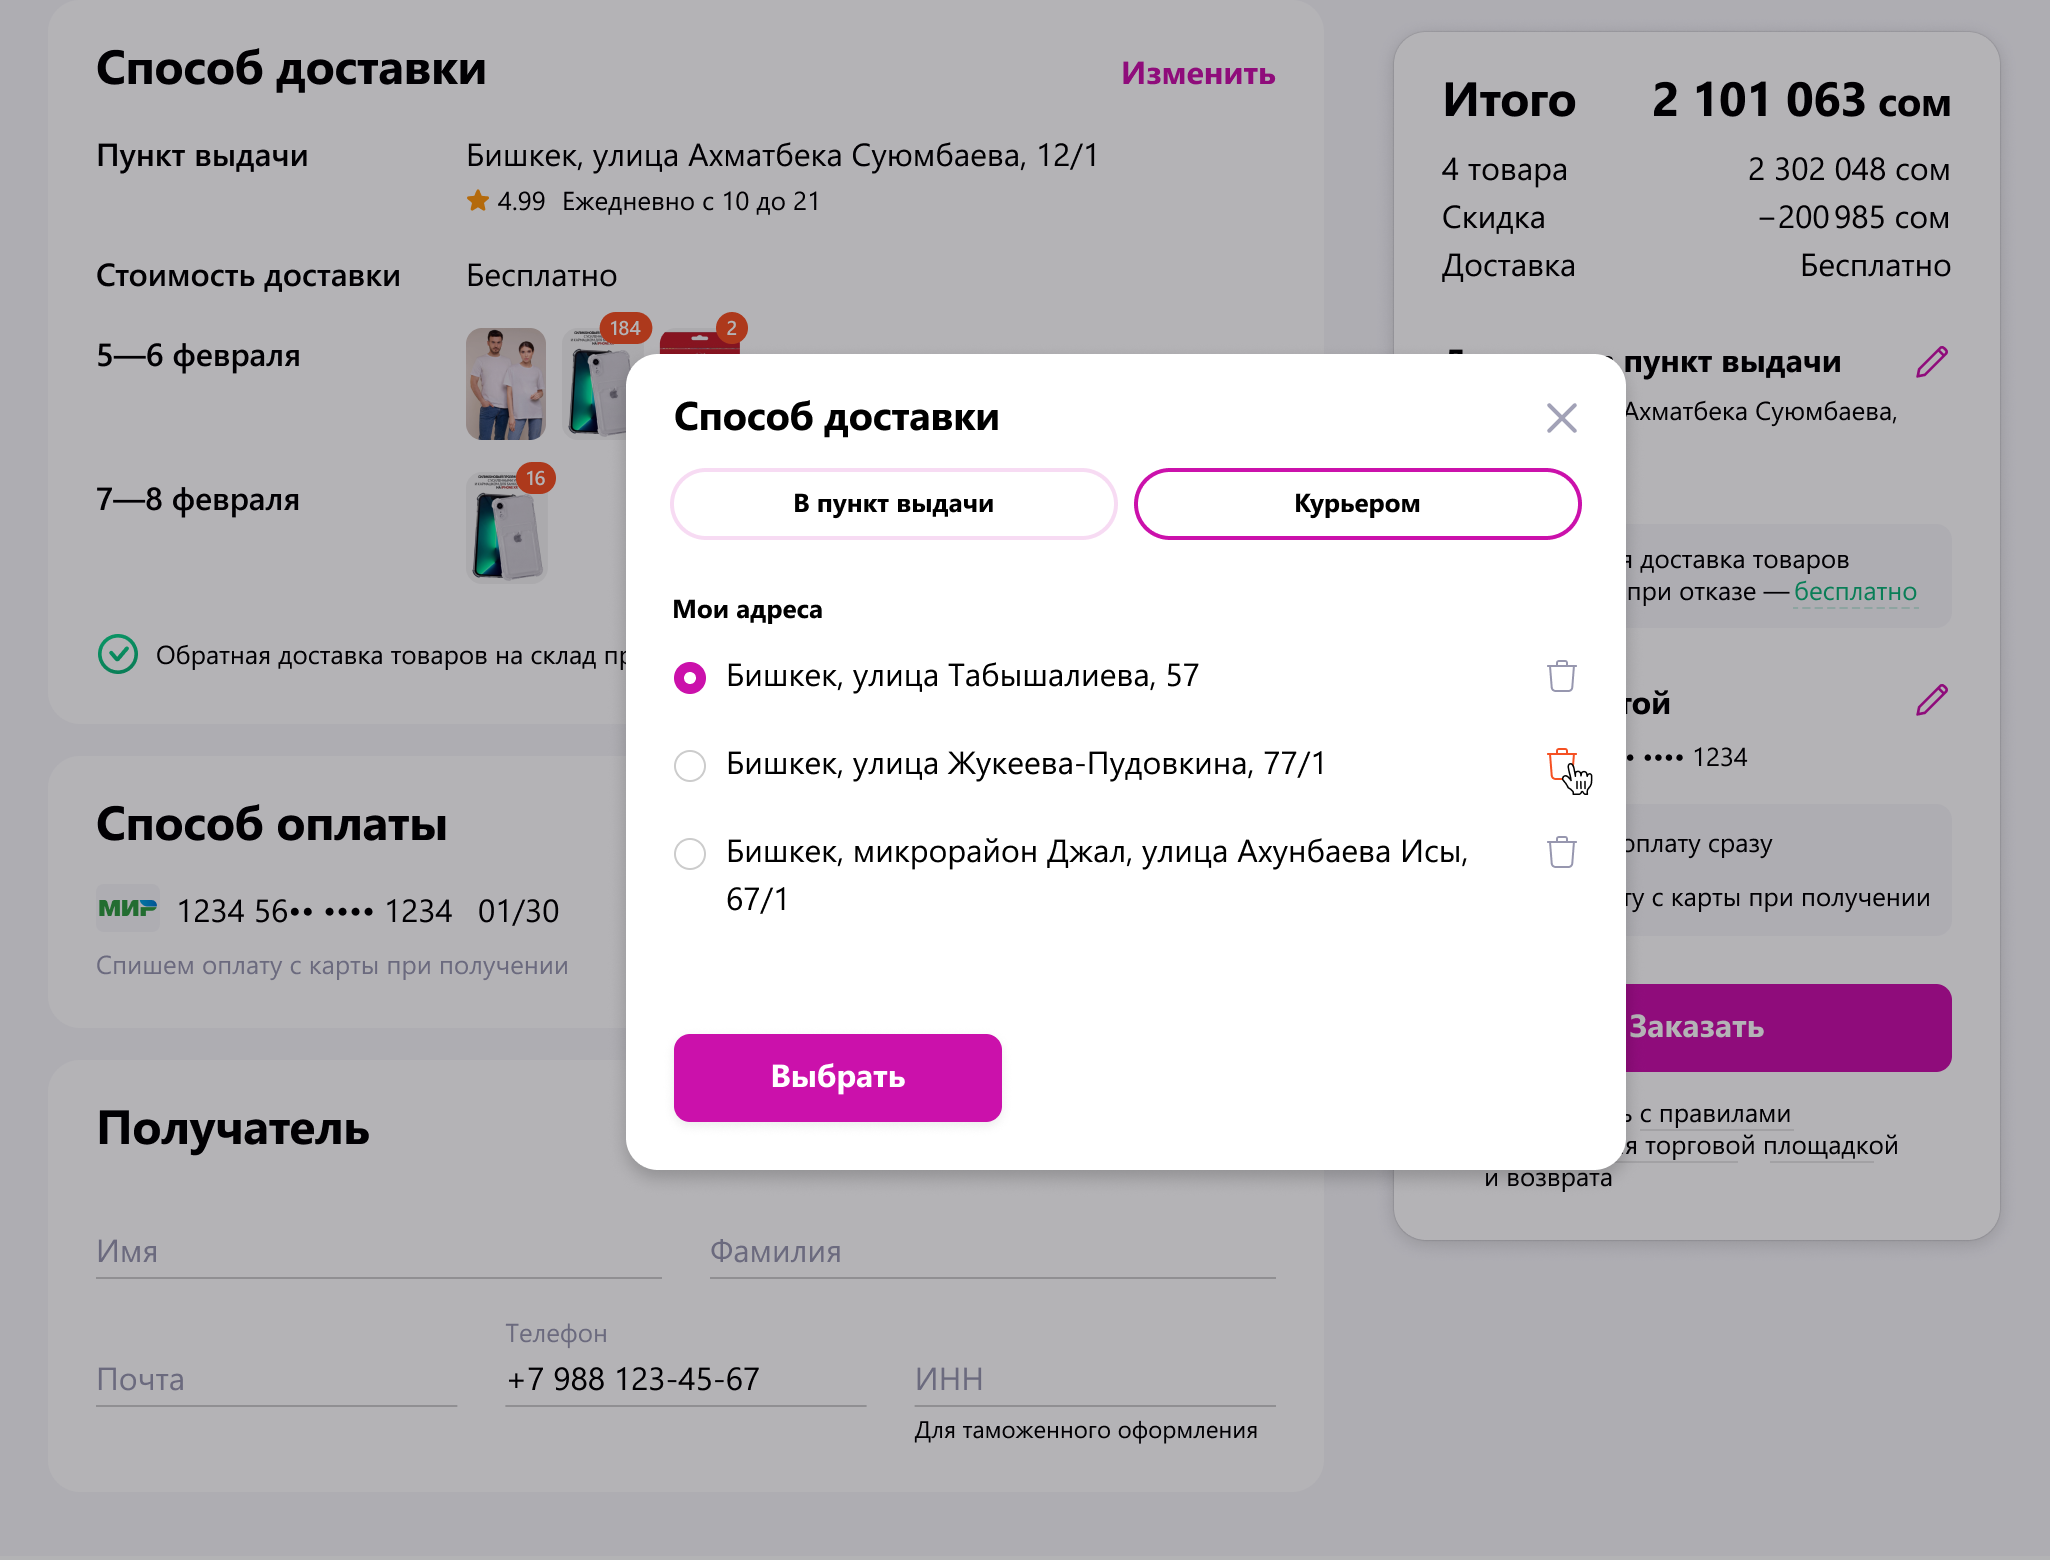 Способ доставки
Изменить
Пункт выдачи
Бишкек, улица Ахматбека Суюмбаева, 12/1
4.99 Ежедневно с 10 до 21
Стоимость доставки
Бесплатно
5—6 февраля
184
2
7—8 февраля
16
Обратная доставка товаров на склад
Способ оплаты
МИР
1234 56•• •••• 1234 01/30
Спишем оплату с карты при получении
Получатель
Имя
Фамилия
Почта
Телефон
+7 988 123-45-67
ИНН
Для таможенного оформления
Способ доставки
В пункт выдачи
Курьером
Мои адреса
Бишкек, улица Табышалиева, 57
Бишкек, улица Жукеева-Пудовкина, 77/1
Бишкек, микрорайон Джал, улица Ахунбаева Исы,
67/1
Выбрать
Итого
2 101 063 сом
4 товара
2 302 048 сом
Скидка
−200 985 сом
Доставка
Бесплатно
пункт выдачи
Ахматбека Суюмбаева,
доставка товаров
при отказе — бесплатно
•••• 1234
оплату сразу
с карты при получении
Заказать
с правилами
торговой площадкой
и возврата